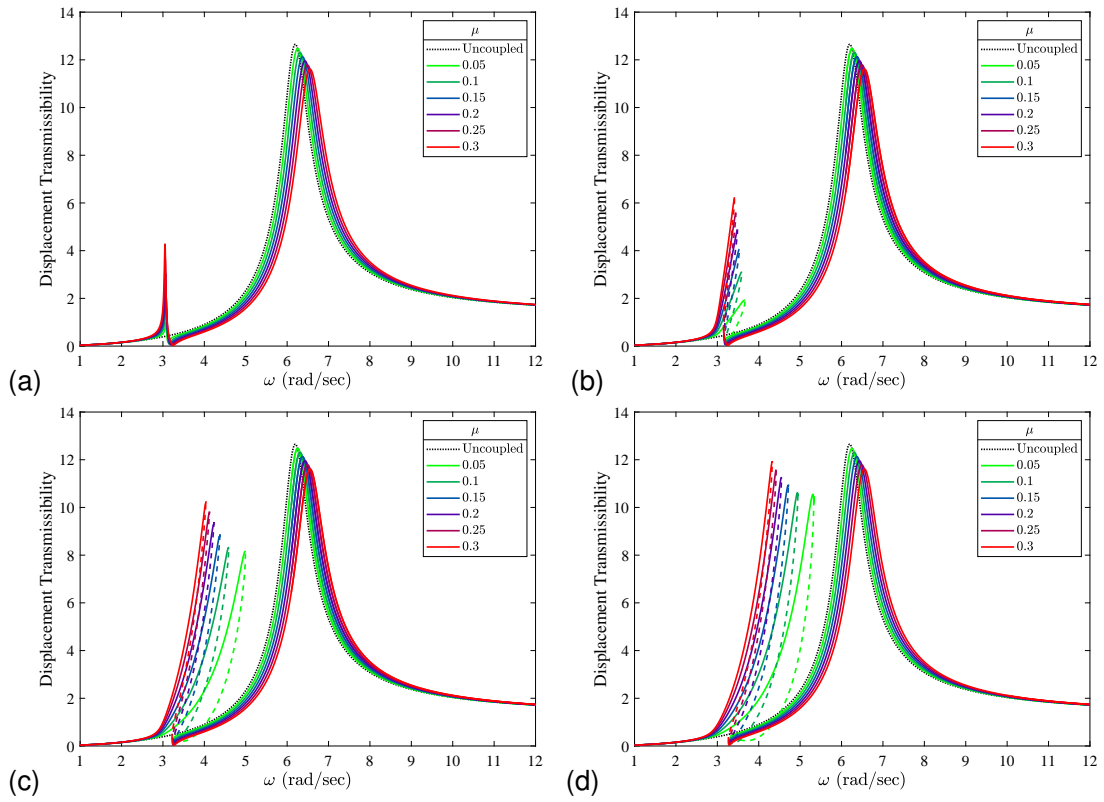 14
12
10
8
6
4
2
0
Displacement Transmissibility
1 2 3 4 5 6 7 8 9 10 11 12
ω (rad/sec)
μ
Uncoupled
0.05
0.1
0.15
0.2
0.25
0.3
(a)
14
12
10
8
6
4
2
0
Displacement Transmissibility
1 2 3 4 5 6 7 8 9 10 11 12
ω (rad/sec)
μ
Uncoupled
0.05
0.1
0.15
0.2
0.25
0.3
(b)
14
12
10
8
6
4
2
0
Displacement Transmissibility
1 2 3 4 5 6 7 8 9 10 11 12
ω (rad/sec)
μ
Uncoupled
0.05
0.1
0.15
0.2
0.25
0.3
(c)
14
12
10
8
6
4
2
0
Displacement Transmissibility
1 2 3 4 5 6 7 8 9 10 11 12
ω (rad/sec)
μ
Uncoupled
0.05
0.1
0.15
0.2
0.25
0.3
(d)